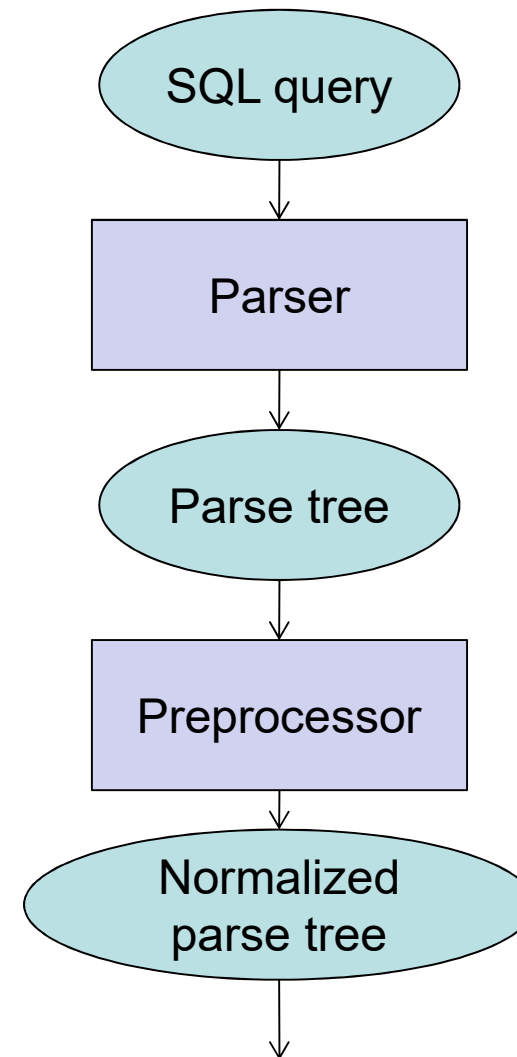 SQL query
Parser
Parse tree
Preprocessor
Normalized
parse tree